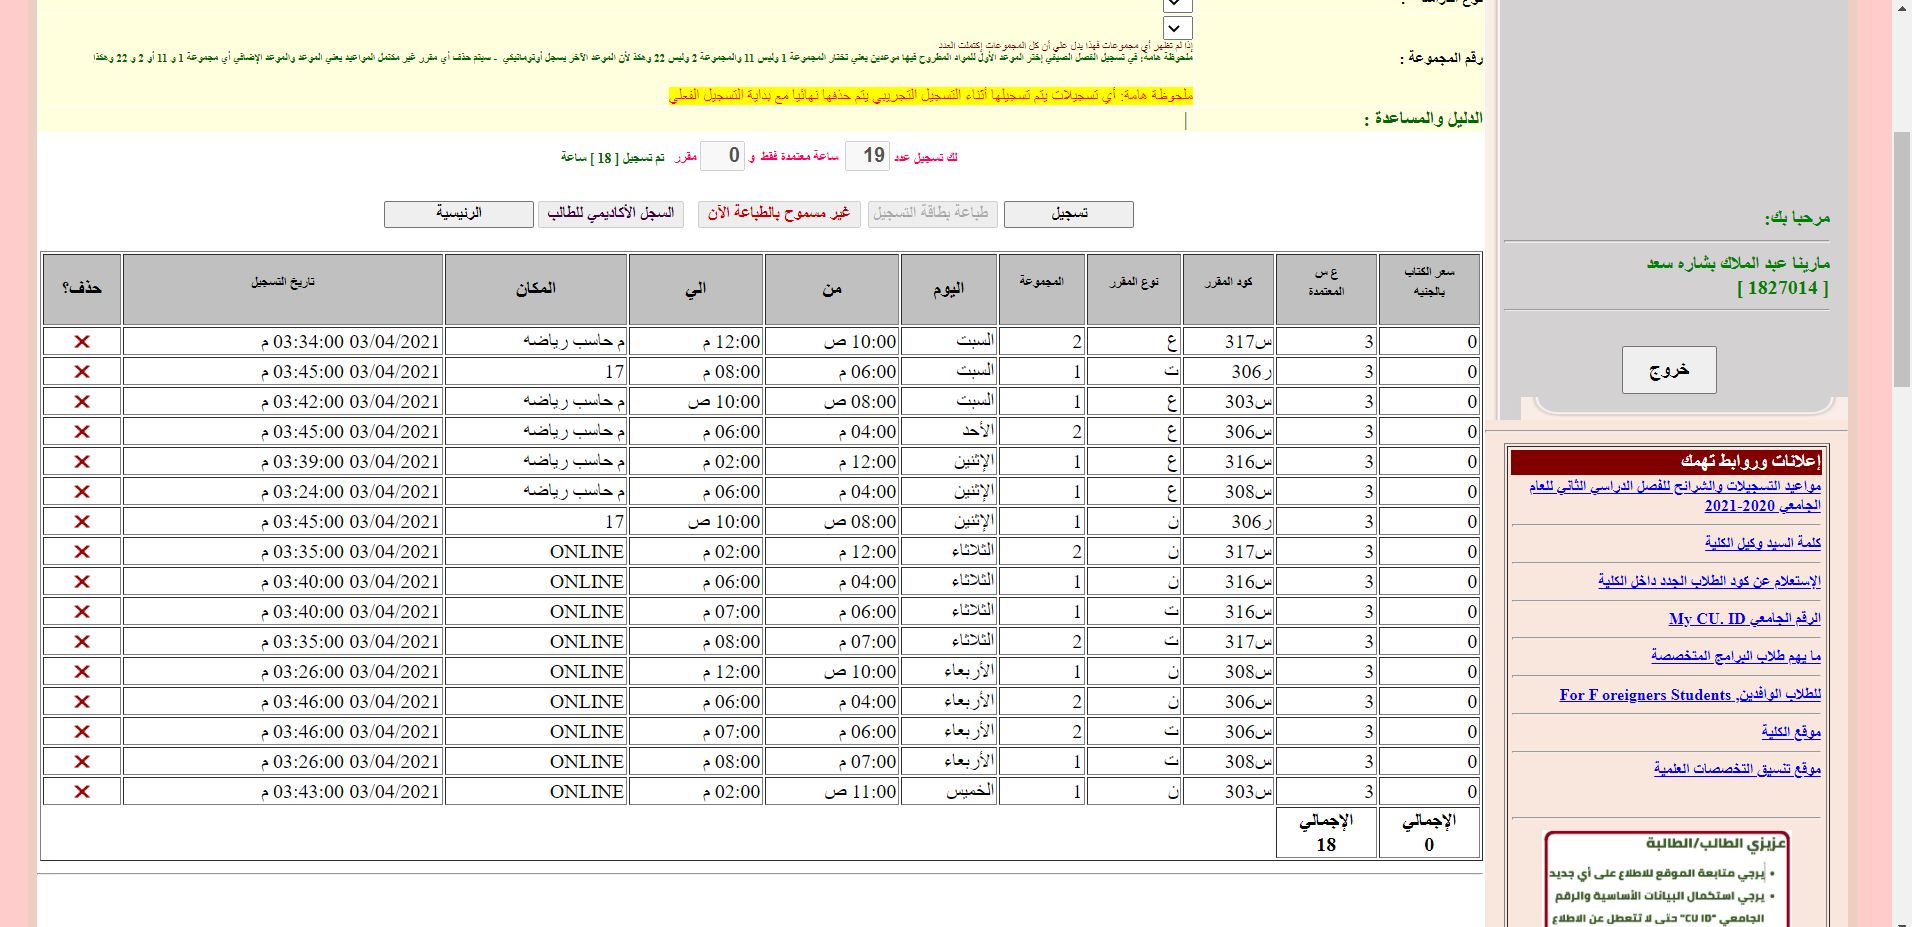 رقم المجموعة :
إذا لم تظهر أي مجموعات فهذا يدل علي أن كل المجموعات إكتملت العدد
ملحوظة هامة: في تسجيل الفصل الصيفي إختر الموعد الأول للمواد المطروح فيها موعدين يعني تختار المجموعة 1 وليس 11 والمجموعة 2 وليس 22 وهكذ لأن الموعد الآخر يسجل أوتوماتيكي - سيتم حذف أي مقرر غير مكتمل المواعيد يعني الموعد والموعد الإضافي أي مجموعة 1 و 11 أو 2 و 22 وهكذا
ملحوظة هامة: أي تسجيلات يتم تسجيلها أثناء التسجيل التجريبي يتم حذفها نهائيا مع بداية التسجيل الفعلي
الدليل والمساعدة : |
لك تسجيل عدد 19 ساعة معتمدة فقط و 0 مقرر تم تسجيل [ 18 ] ساعة
تسجيل طباعة بطاقة التسجيل غير مسموح بالطباعة الآن السجل الأكاديمي للطالب الرئيسية
سعر الكتاب بالجنيه ع س المعتمدة كود المقرر نوع المقرر المجموعة اليوم من الي المكان تاريخ التسجيل حذف؟
0 3 س317 ع 2 السبت 10:00 ص 12:00 م م حاسب رياضه 03/04/2021 03:34:00 م
0 3 ر306 ت 1 السبت 06:00 م 08:00 م 17 03/04/2021 03:45:00 م
0 3 س303 ع 1 السبت 08:00 ص 10:00 ص م حاسب رياضه 03/04/2021 03:42:00 م
0 3 س306 ع 2 الأحد 04:00 م 06:00 م م حاسب رياضه 03/04/2021 03:45:00 م
0 3 س316 ع 1 الإثنين 12:00 م 02:00 م م حاسب رياضه 03/04/2021 03:39:00 م
0 3 س308 ع 1 الإثنين 04:00 م 06:00 م م حاسب رياضه 03/04/2021 03:24:00 م
0 3 ر306 ن 1 الإثنين 08:00 ص 10:00 ص 17 03/04/2021 03:45:00 م
0 3 س317 ن 2 الثلاثاء 12:00 م 02:00 م ONLINE 03/04/2021 03:35:00 م
0 3 س316 ن 1 الثلاثاء 04:00 م 06:00 م ONLINE 03/04/2021 03:40:00 م
0 3 س316 ت 1 الثلاثاء 06:00 م 07:00 م ONLINE 03/04/2021 03:40:00 م
0 3 س317 ت 2 الثلاثاء 07:00 م 08:00 م ONLINE 03/04/2021 03:35:00 م
0 3 س308 ن 1 الأربعاء 10:00 ص 12:00 م ONLINE 03/04/2021 03:26:00 م
0 3 س306 ن 2 الأربعاء 04:00 م 06:00 م ONLINE 03/04/2021 03:46:00 م
0 3 س306 ت 2 الأربعاء 06:00 م 07:00 م ONLINE 03/04/2021 03:46:00 م
0 3 س308 ت 1 الأربعاء 07:00 م 08:00 م ONLINE 03/04/2021 03:26:00 م
0 3 س303 ن 1 الخميس 11:00 ص 02:00 م ONLINE 03/04/2021 03:43:00 م
الإجمالي الإجمالي
0 18
مرحبا بك:
مارينا عبد الملاك بشاره سعد
[ 1827014 ]
خروج
إعلانات وروابط تهمك
مواعيد التسجيلات والشرائح للفصل الدراسي الثاني للعام
الجامعي 2020-2021
كلمة السيد وكيل الكلية
الإستعلام عن كود الطلاب الجدد داخل الكلية
الرقم الجامعي My CU. ID
ما يهم طلاب البرامج المتخصصة
للطلاب الوافدين, For F oreigners Students
موقع الكلية
موقع تنسيق التخصصات العلمية
عزيزي الطالب/الطالبة
• يرجي متابعة الموقع للاطلاع على أي جديد
• يرجي استكمال البيانات الأساسية والرقم
الجامعي "CU ID" حتى لا تتعطل عن الاطلاع